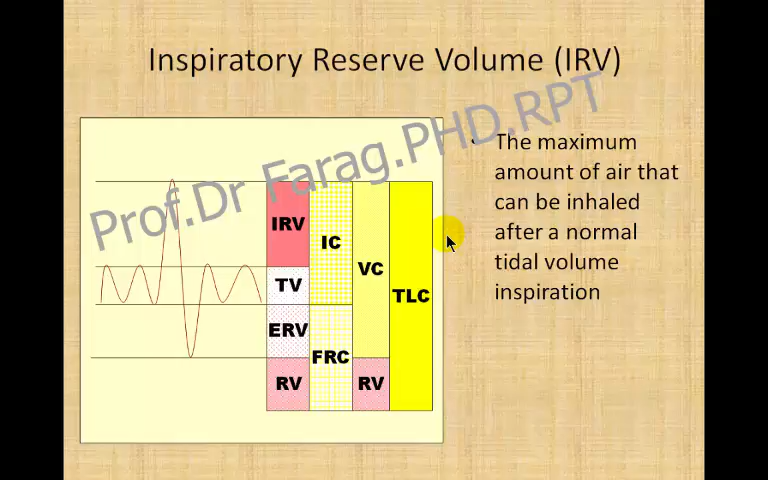 Inspiratory Reserve Volume (IRV)
Prof.Dr Farag.PHD.RPT
IRV
IC
VC
TLC
TV
ERV
FRC
RV
RV
The maximum
amount of air that
can be inhaled
after a normal
tidal volume
inspiration